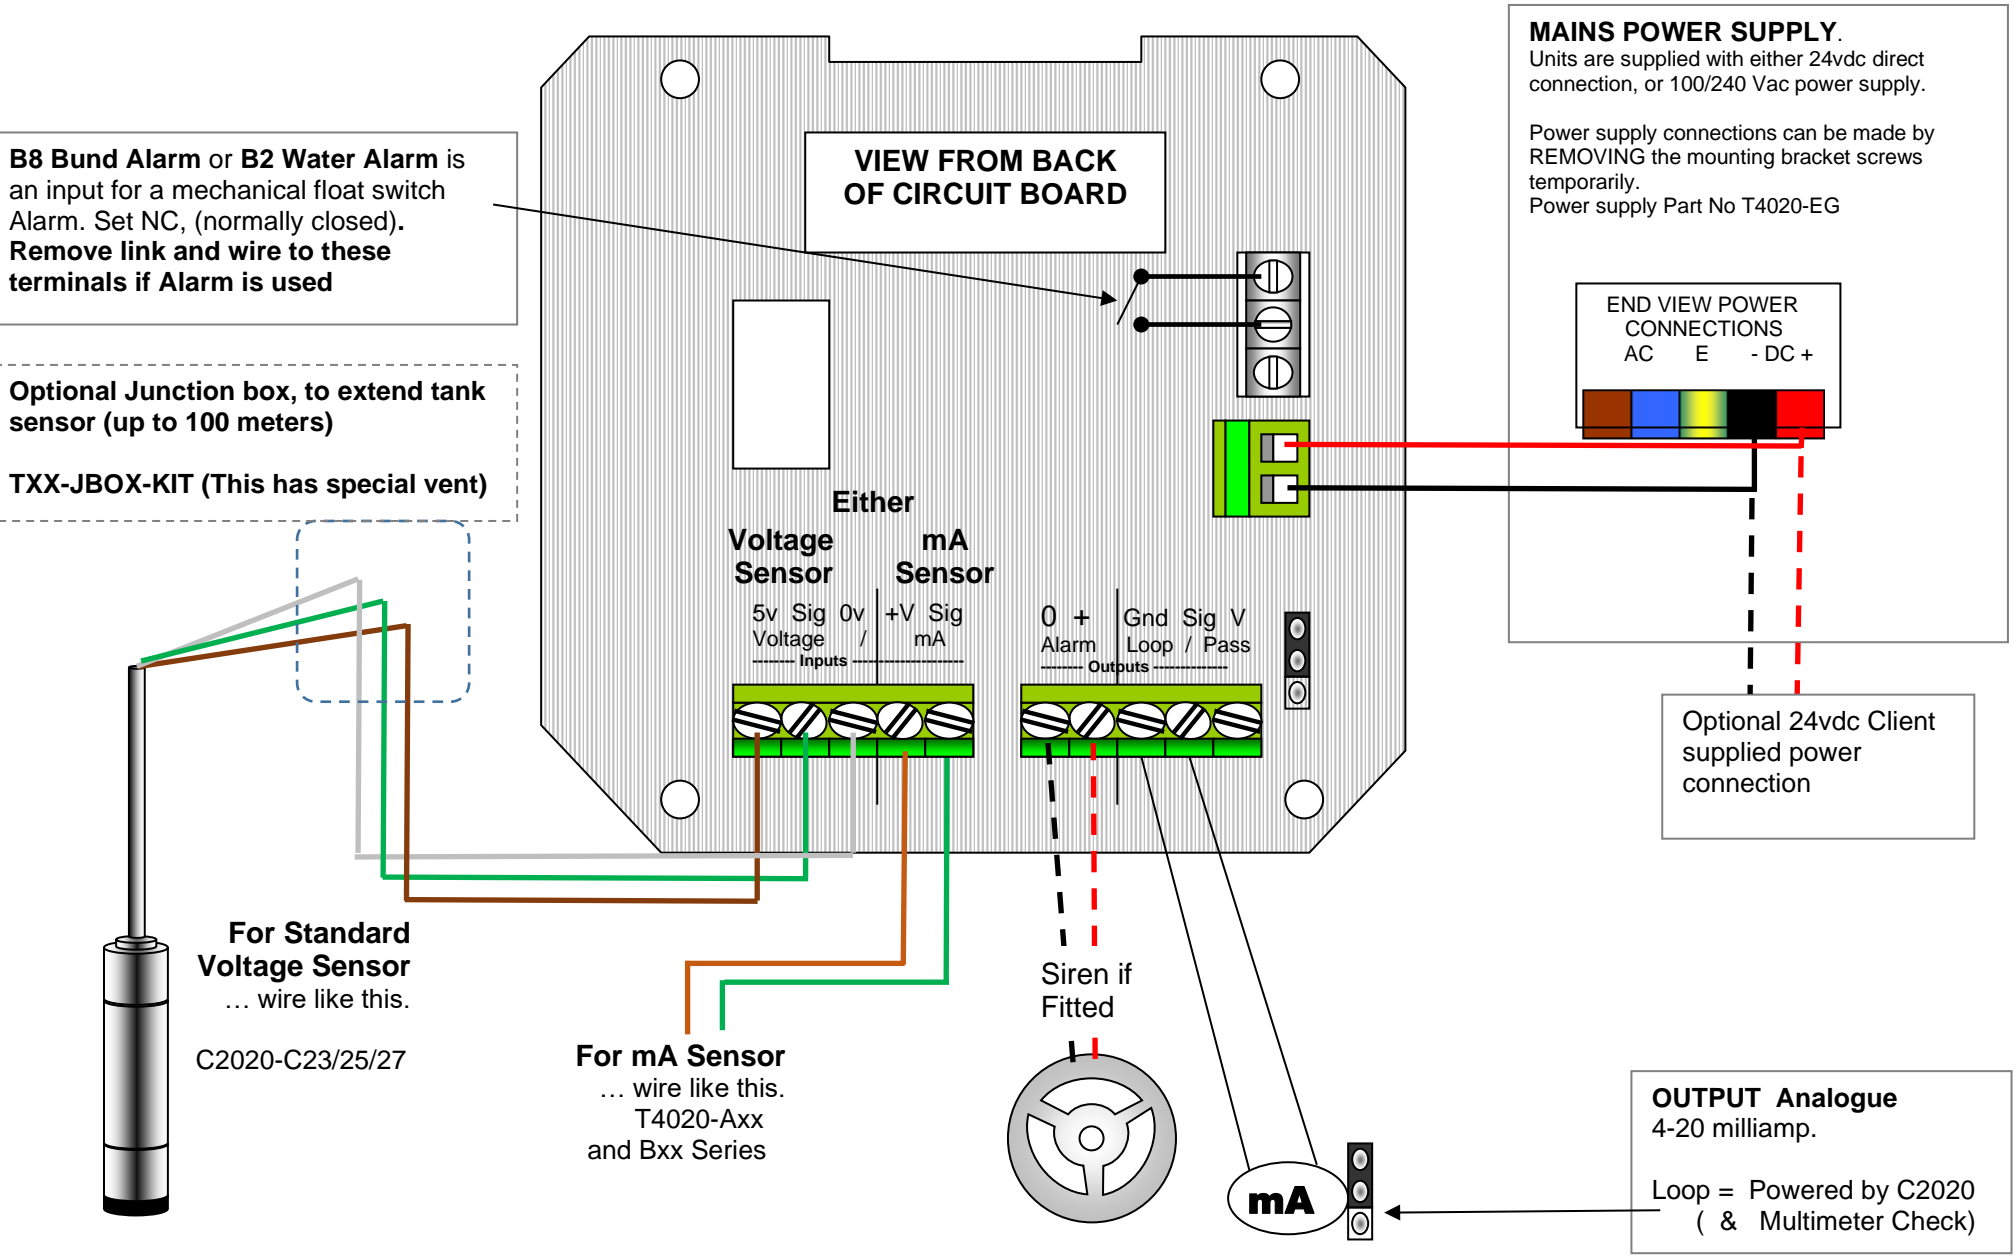 MAINS POWER SUPPLY.
Units are supplied with either 24vdc direct
connection, or 100/240 Vac power supply.
Power supply connections can be made by
REMOVING the mounting bracket screws
temporarily.
Power supply Part No T4020-EG
B8 Bund Alarm or B2 Water Alarm is
an input for a mechanical float switch
Alarm. Set NC, (normally closed).
Remove link and wire to these
terminals if Alarm is used
VIEW FROM BACK
OF CIRCUIT BOARD
END VIEW POWER
CONNECTIONS
AC E - DC +
Optional Junction box, to extend tank
sensor (up to 100 meters)
TXX-JBOX-KIT (This has special vent)
Either
Voltage
Sensor
mA
Sensor
5v Sig 0v +V Sig
Voltage / mA
-------- Inputs --------------------
0 + Gnd Sig V
Alarm Loop / Pass
-------- Outputs --------------
Optional 24vdc Client
supplied power
connection
For Standard
Voltage Sensor
… wire like this.
C2020-C23/25/27
For mA Sensor
… wire like this.
T4020-Axx
and Bxx Series
Siren if
Fitted
mA
OUTPUT Analogue
4-20 milliamp.
Loop = Powered by C2020
( & Multimeter Check)